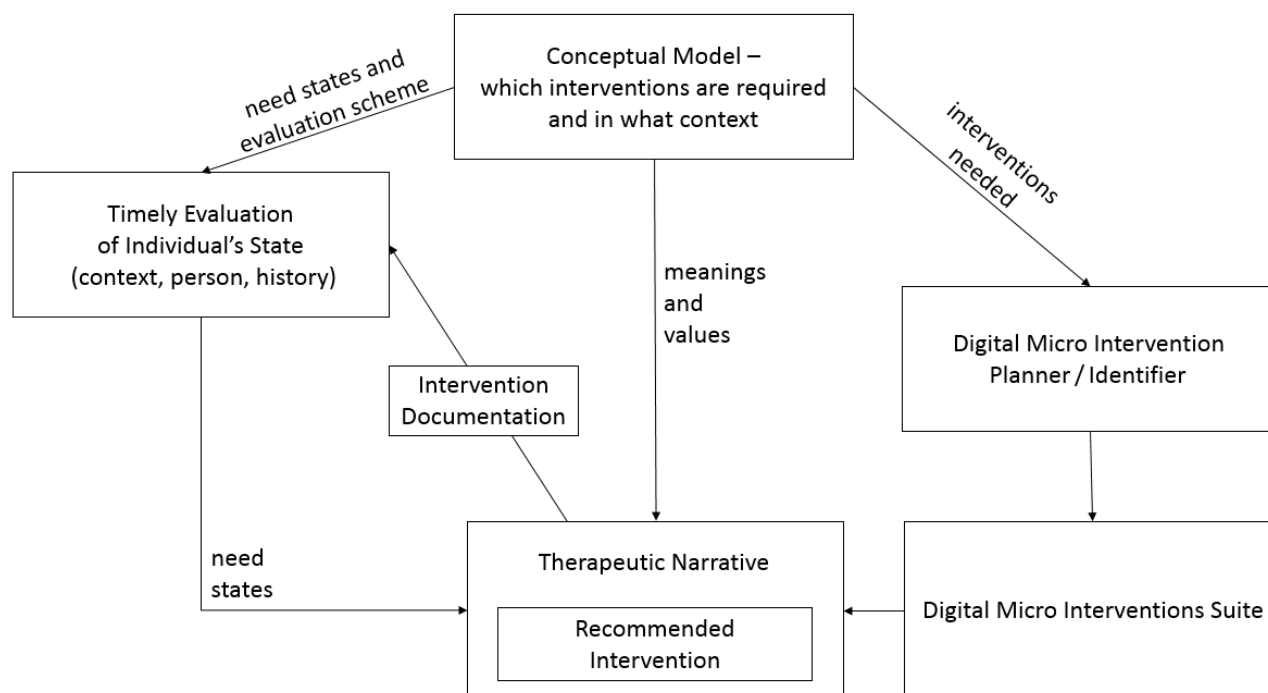 Conceptual Model –
which interventions are required
and in what context
need states and
evaluation scheme
interventions
needed
Timely Evaluation
of Individual’s State
(context, person, history)
meanings
and
values
Digital Micro Intervention
Planner / Identifier
Intervention
Documentation
need
states
Therapeutic Narrative
Recommended
Intervention
Digital Micro Interventions Suite